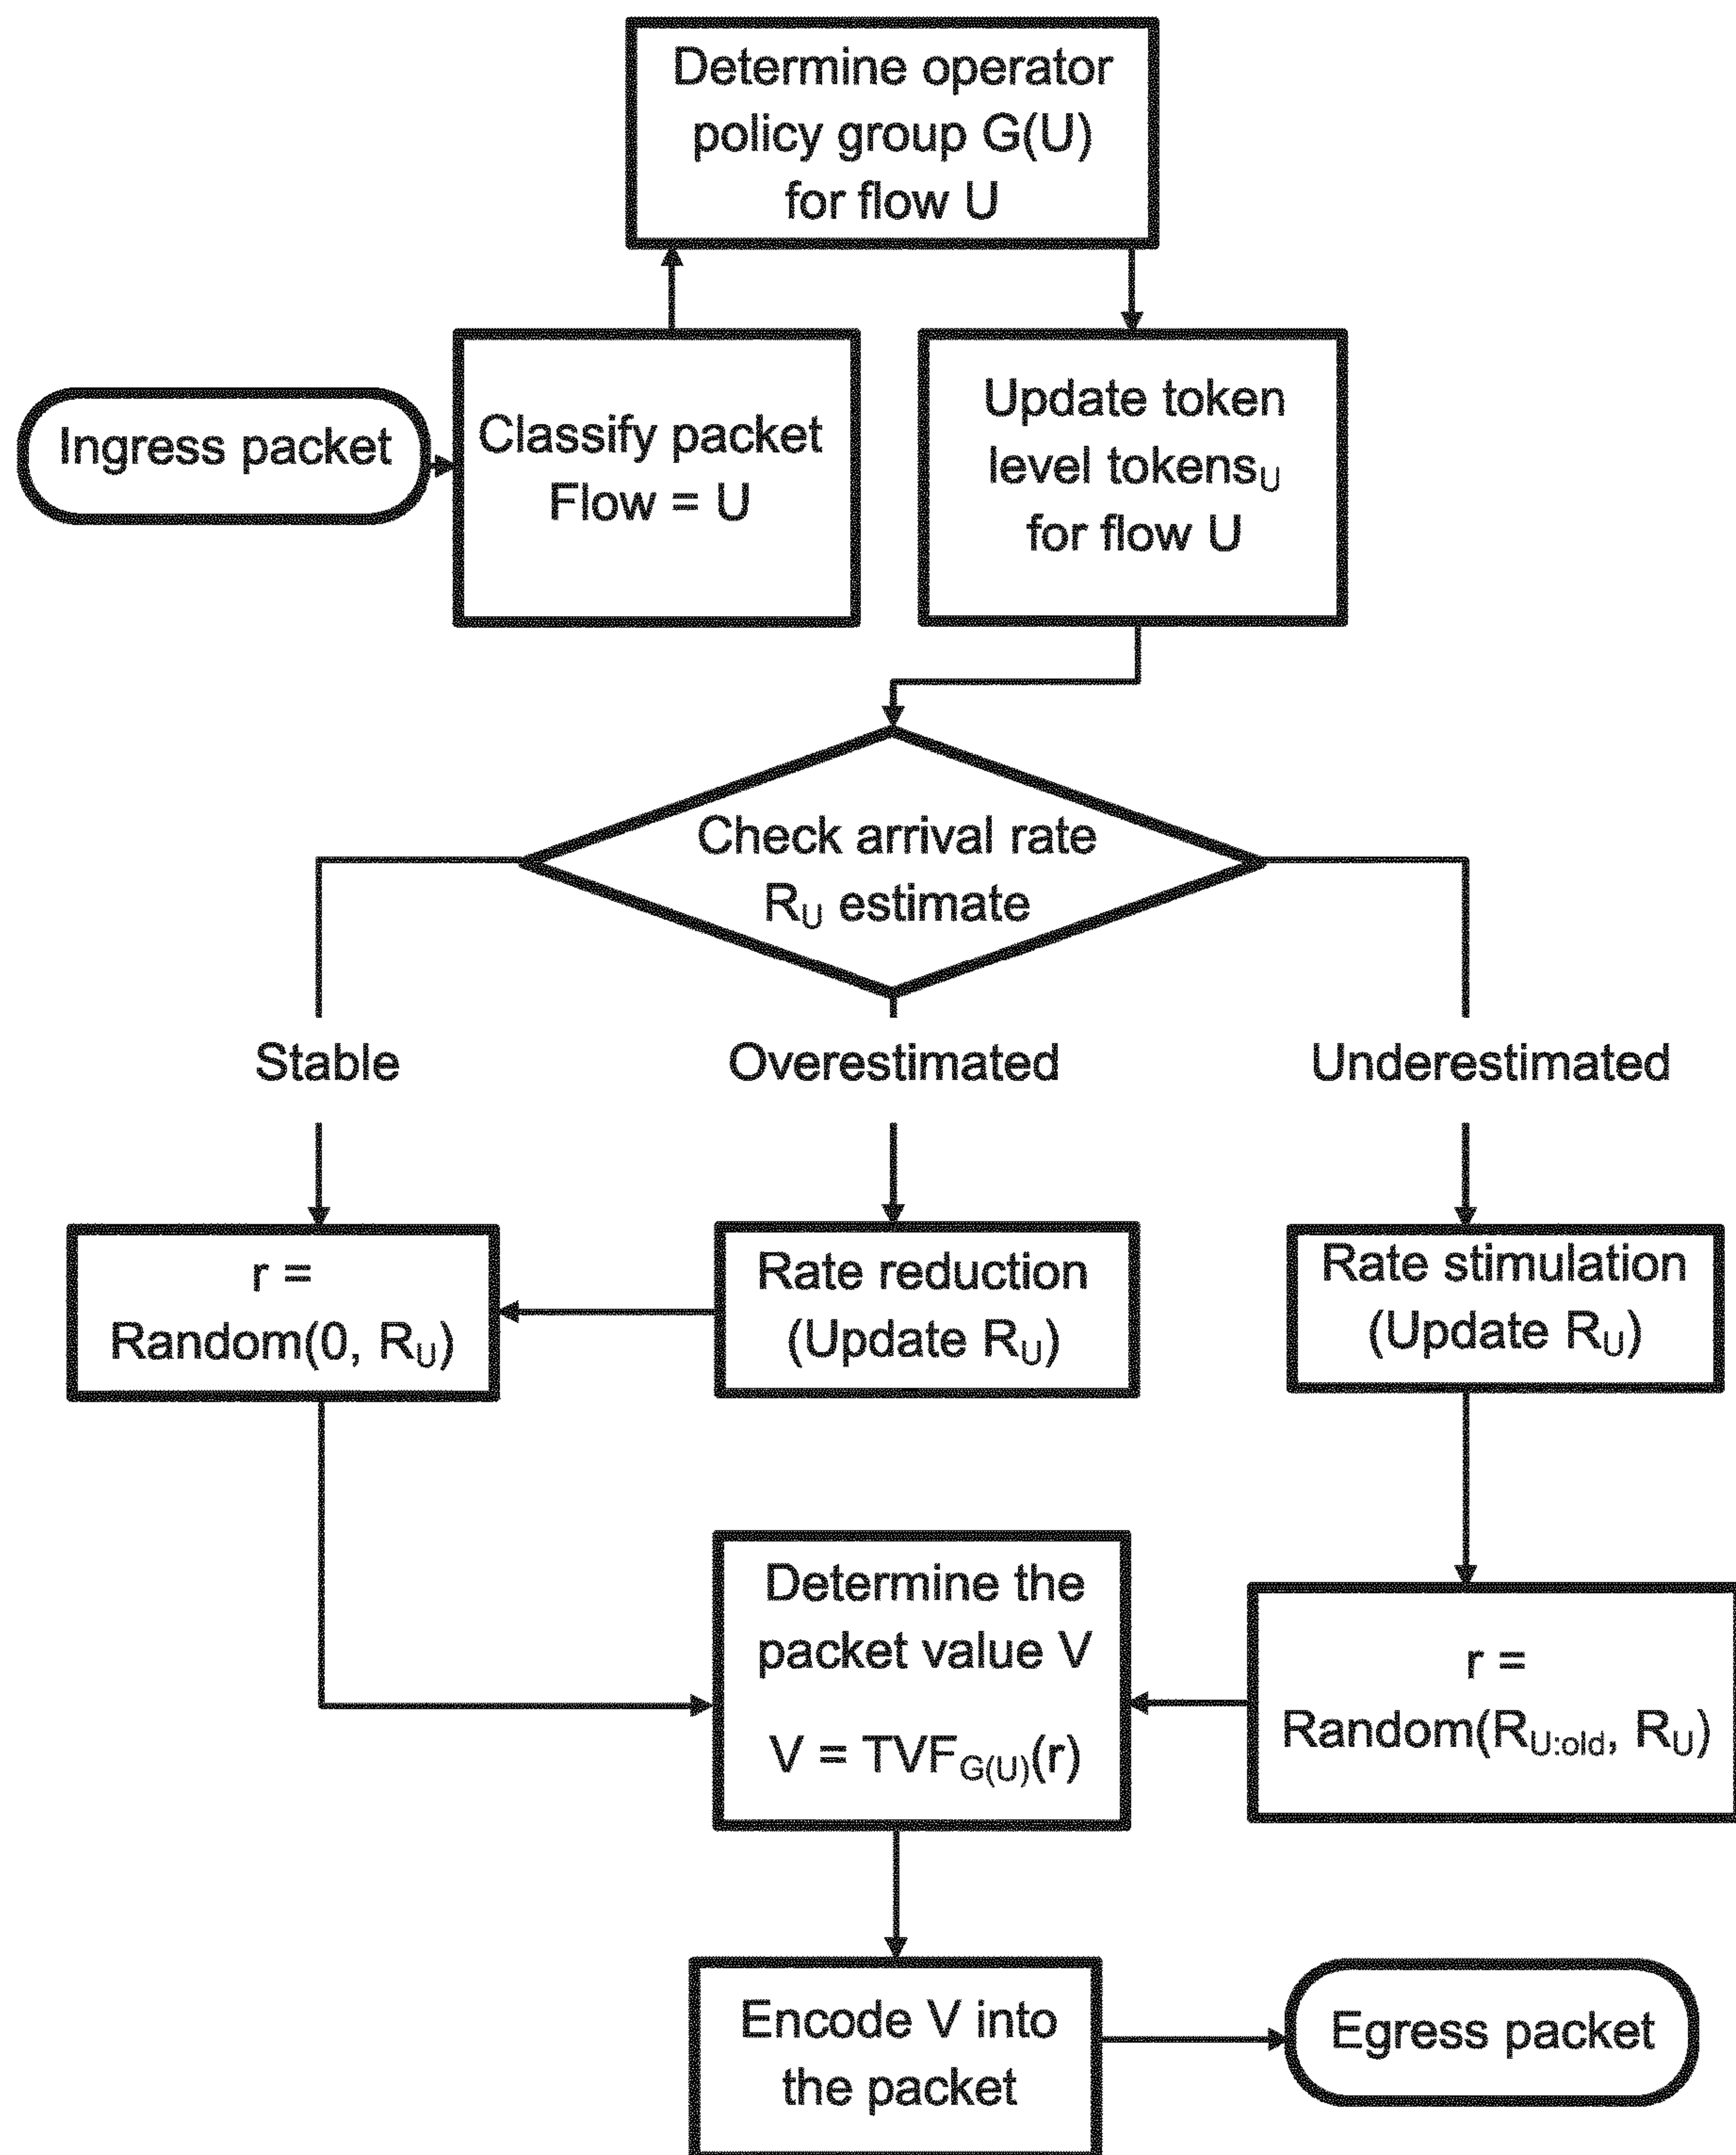 Determine operator
policy group G(U)
for flow U
Ingress packet
Classify packet
Flow = U
Update token
level tokensU
for flow U
Check arrival rate
RU estimate
Stable
Overestimated
Underestimated
r =
Random(0, RU)
Rate reduction
(Update RU)
Rate stimulation
(Update RU)
Determine the
packet value V
V = TVFG(U)(r)
r =
Random(RU:old, RU)
Encode V into
the packet
Egress packet